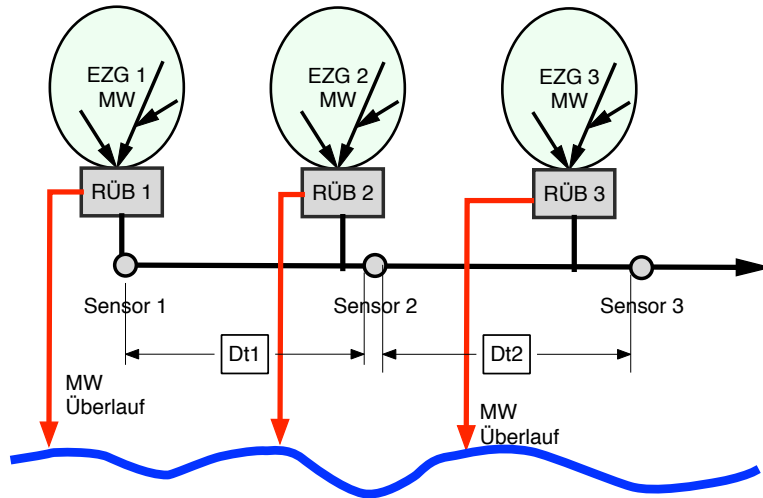 EZG 1
MW
EZG 2
MW
EZG 3
MW
RÜB 1
RÜB 2
RÜB 3
Sensor 1
Sensor 2
Sensor 3
Dt1
Dt2
MW
Überlauf
MW
Überlauf